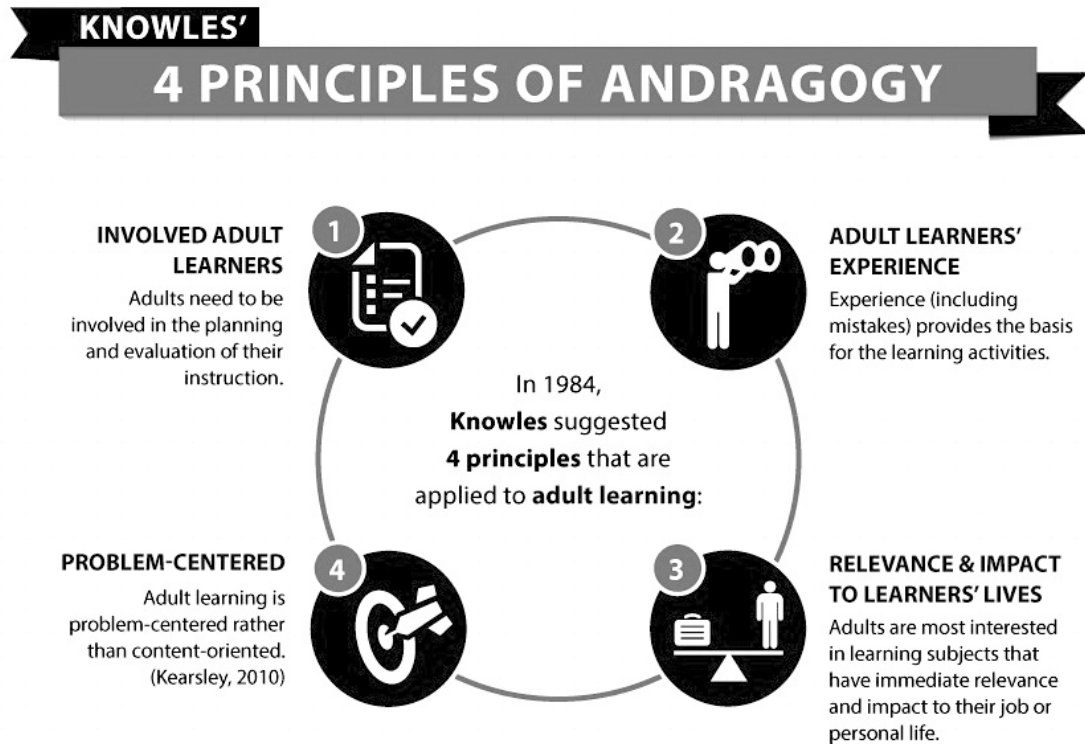 KNOWLES'
4 PRINCIPLES OF ANDRAGOGY
1
INVOLVED ADULT
LEARNERS
Adults need to be
involved in the planning
and evaluation of their
instruction.
2
ADULT LEARNERS'
EXPERIENCE
Experience (including
mistakes) provides the basis
for the learning activities.
In 1984,
Knowles suggested
4 principles that are
applied to adult learning:
3
RELEVANCE & IMPACT
TO LEARNERS' LIVES
Adults are most interested
in learning subjects that
have immediate relevance
and impact to their job or
personal life.
4
PROBLEM-CENTERED
Adult learning is
problem-centered rather
than content-oriented.
(Kearsley, 2010)